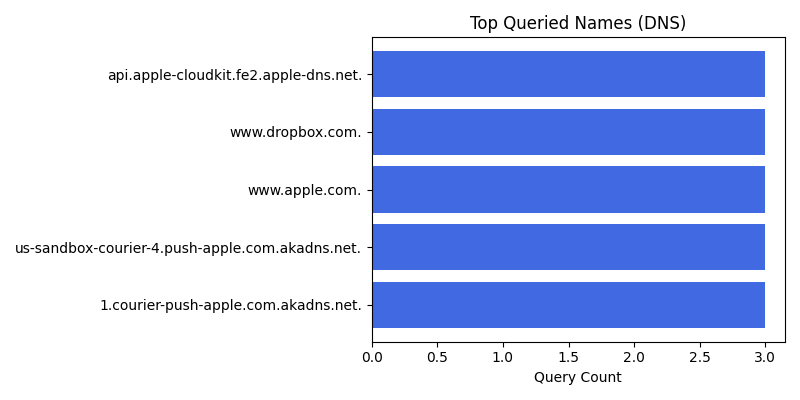 Top Queried Names (DNS)
api.apple-cloudkit.fe2.apple-dns.net.
www.dropbox.com.
www.apple.com.
us-sandbox-courier-4.push-apple.com.akadns.net.
1.courier-push-apple.com.akadns.net.
0.0 0.5 1.0 1.5 2.0 2.5 3.0
Query Count